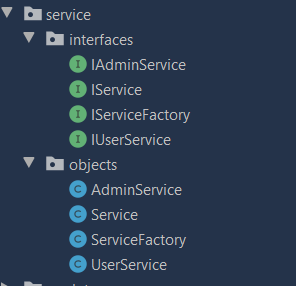 service
interfaces
I IAdminService
I IService
I IServiceFactory
I IUserService
objects
C AdminService
C Service
C ServiceFactory
C UserService